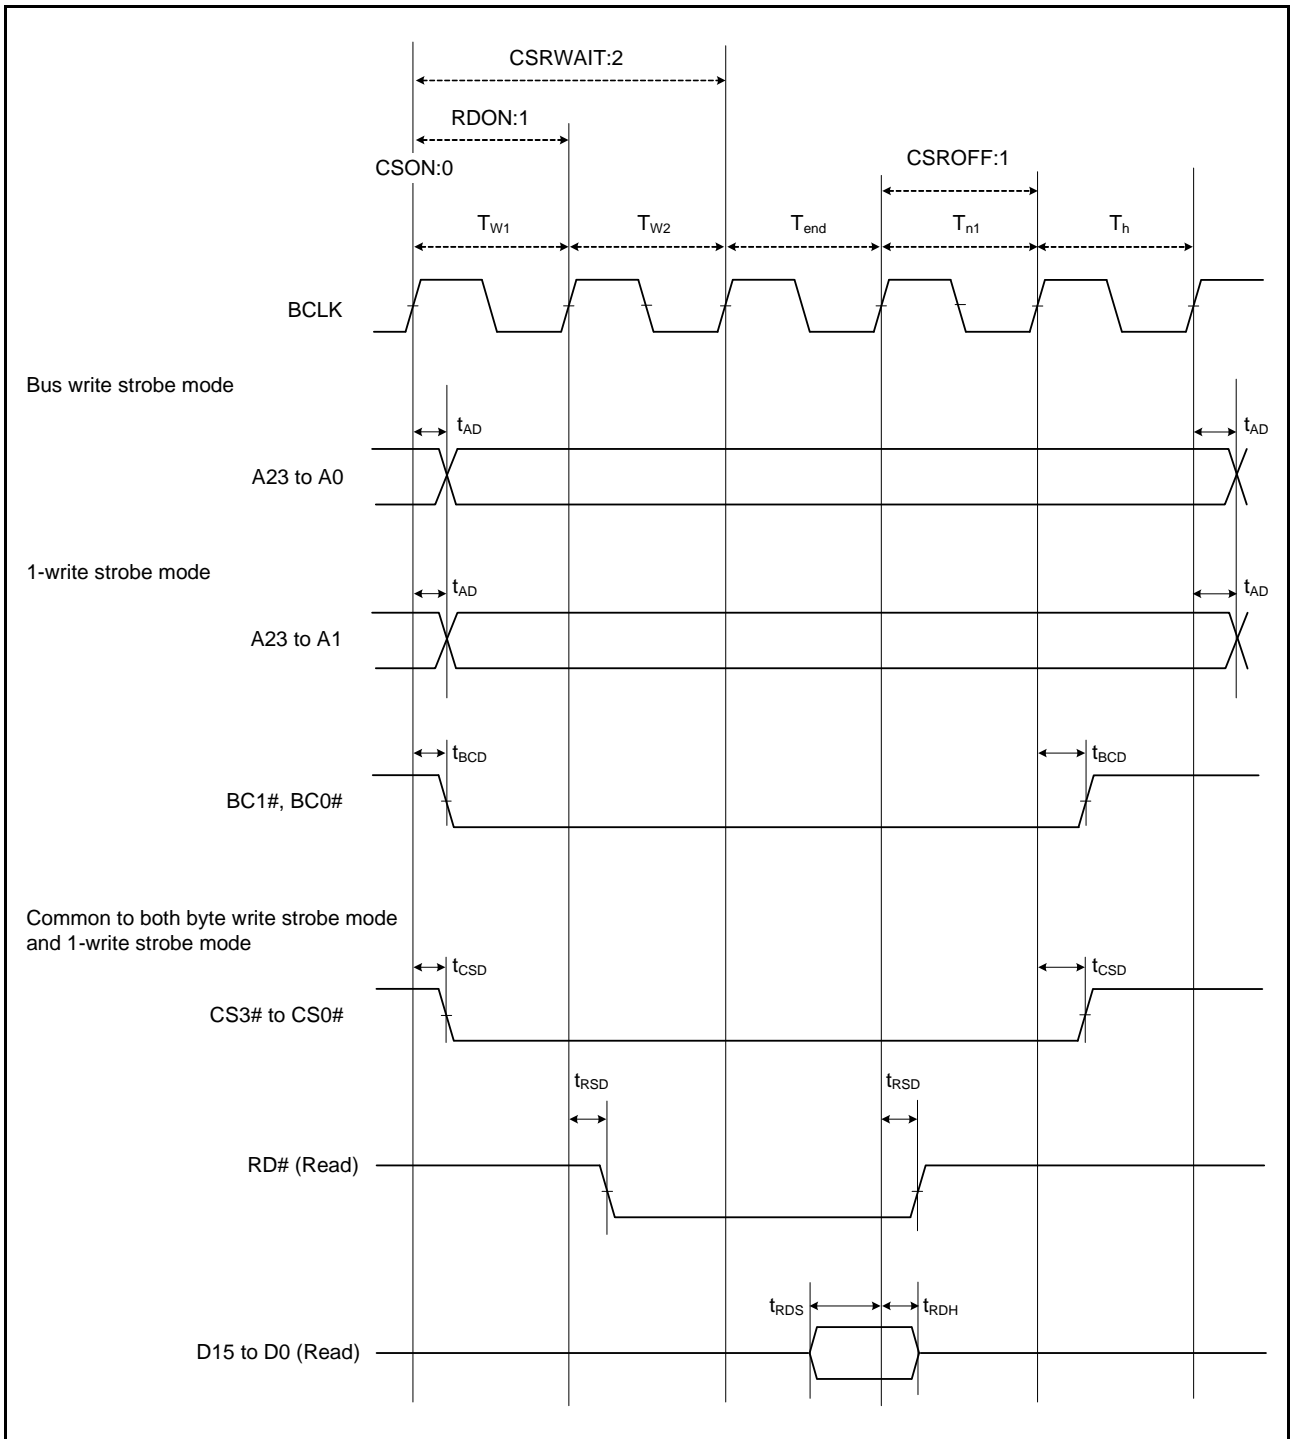 CSRWAIT:2
RDON:1
CSON:0
CSROFF:1
TW1 TW2 Tend Tn1 Th
BCLK
Bus write strobe mode
tAD tAD
A23 to A0
1-write strobe mode
tAD tAD
A23 to A1
tBCD tBCD
BC1#, BC0#
Common to both byte write strobe mode
and 1-write strobe mode
tCSD tCSD
CS3# to CS0#
tRSD tRSD
RD# (Read)
tRDS tRDH
D15 to D0 (Read)